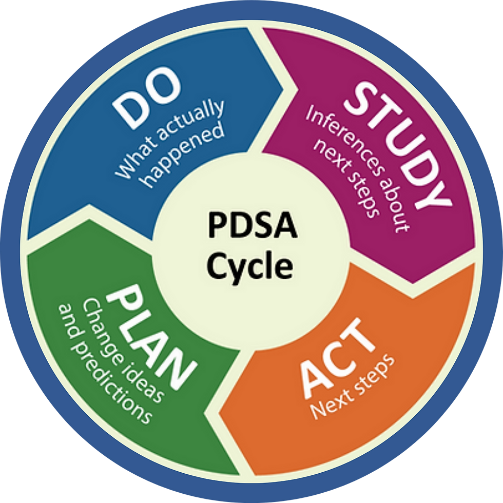 PDSA
Cycle
PLAN
Change ideas
and predictions
DO
What actually
happened
STUDY
Inferences about
next steps
ACT
Next steps